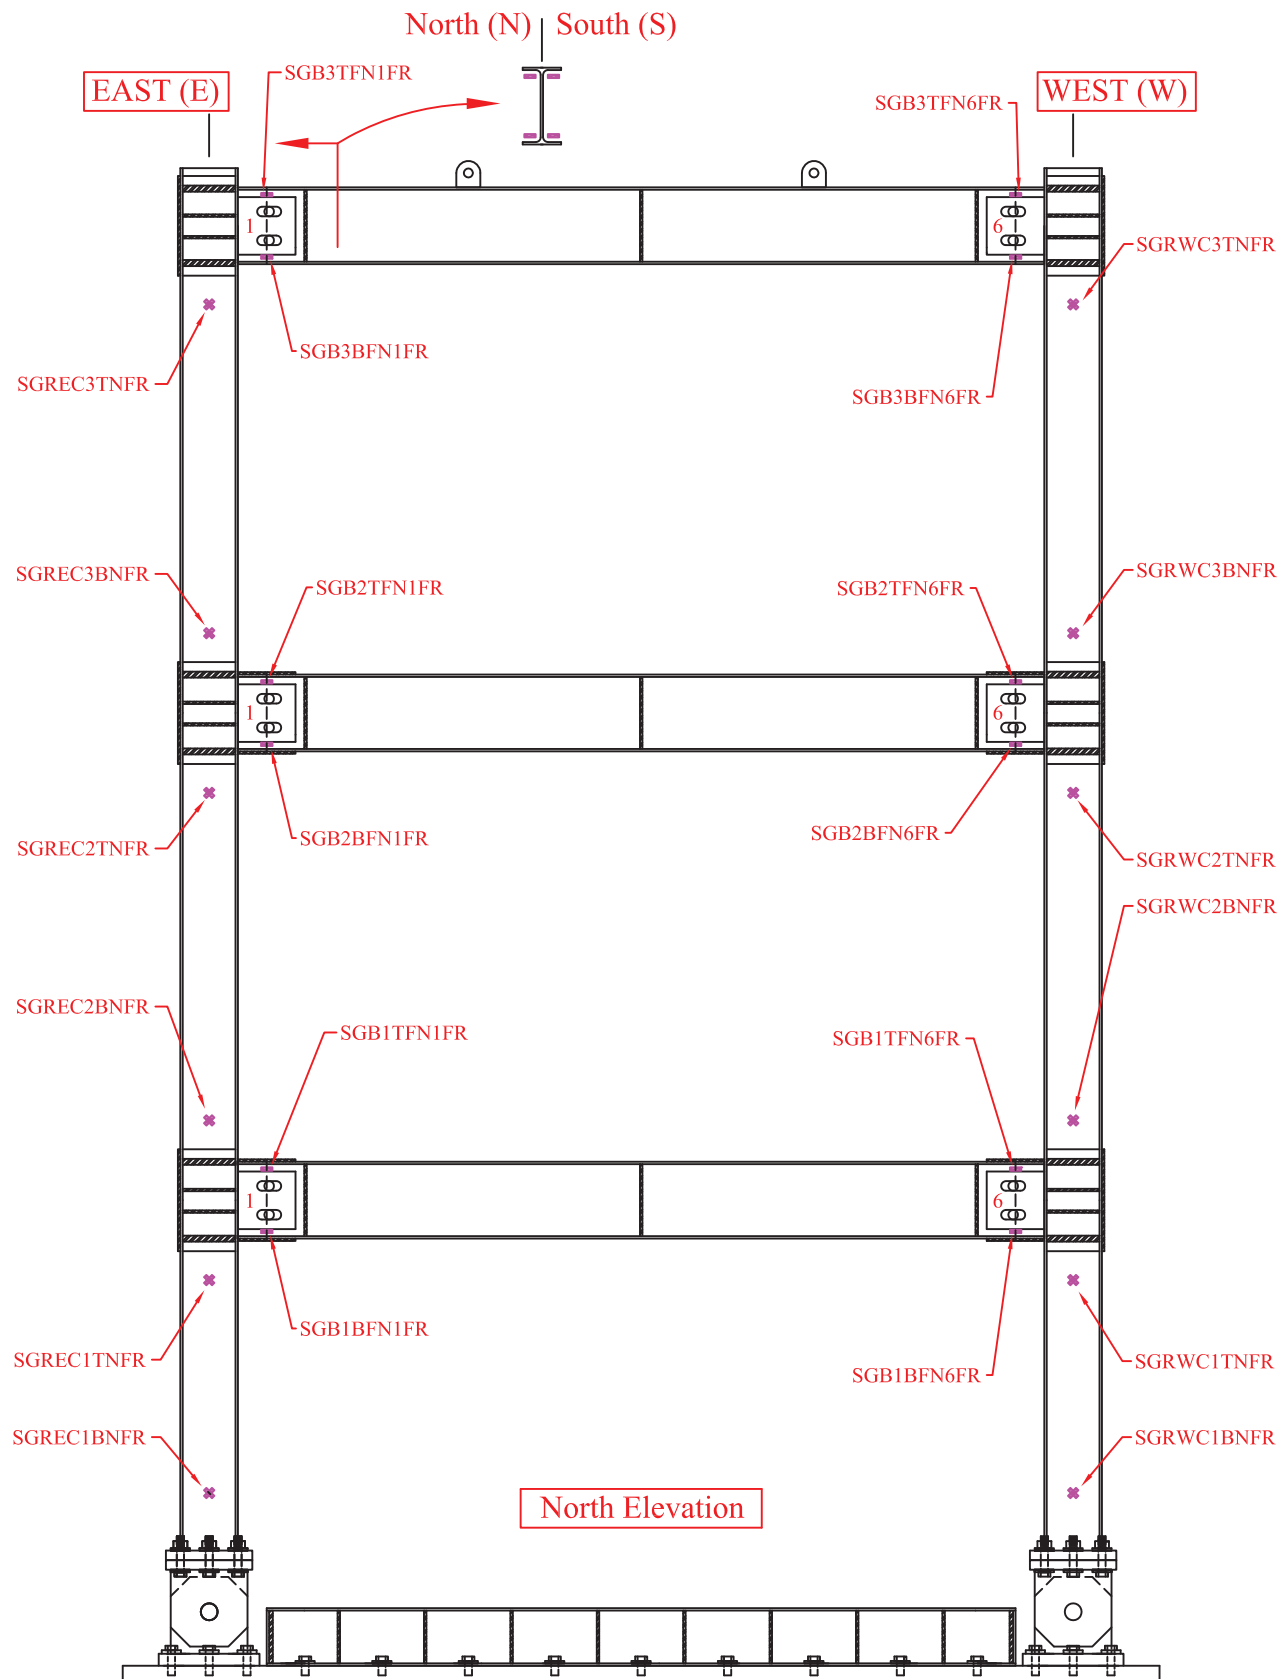 North (N) South (S)
SGB3TFN1FR
EAST (E)
WEST (W)
SGB3TFN6FR
1
6
SGRWC3TNFR
SGB3BFN1FR
SGREC3TNFR
SGB3BFN6FR
SGREC3BNFR
SGB2TFN1FR
SGB2TFN6FR
SGRWC3BNFR
1
6
SGREC2TNFR
SGB2BFN1FR
SGB2BFN6FR
SGRWC2TNFR
SGRWC2BNFR
SGREC2BNFR
SGB1TFN1FR
SGB1TFN6FR
1
6
SGB1BFN1FR
SGREC1TNFR
SGB1BFN6FR
SGRWC1TNFR
SGREC1BNFR
SGRWC1BNFR
North Elevation